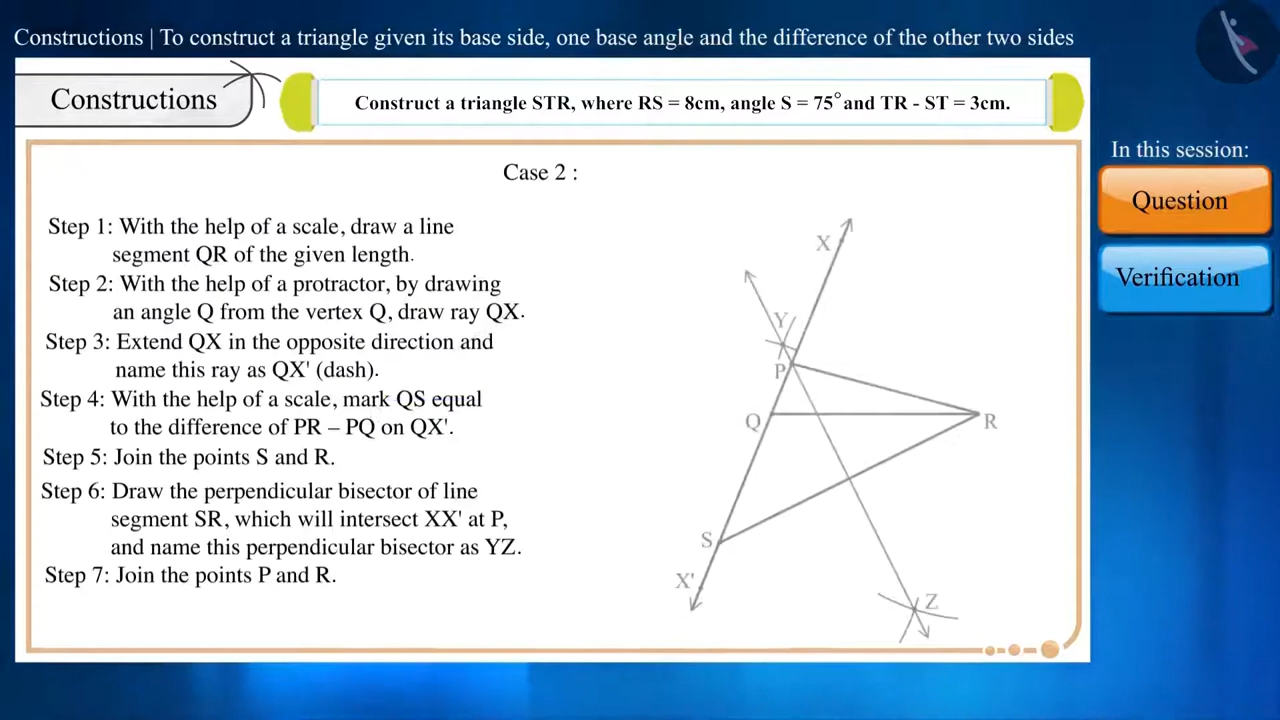 Constructions | To construct a triangle given its base side, one base angle and the difference of the other two sides
Constructions
Construct a triangle STR, where RS = 8cm, angle S = 75° and TR - ST = 3cm.
In this session:
Question
Verification
Case 2 :
Step 1: With the help of a scale, draw a line
segment QR of the given length.
Step 2: With the help of a protractor, by drawing
an angle Q from the vertex Q, draw ray QX.
Step 3: Extend QX in the opposite direction and
name this ray as QX' (dash).
Step 4: With the help of a scale, mark QS equal
to the difference of PR – PQ on QX'.
Step 5: Join the points S and R.
Step 6: Draw the perpendicular bisector of line
segment SR, which will intersect XX' at P,
and name this perpendicular bisector as YZ.
Step 7: Join the points P and R.
X
Y
P
Q
R
S
X'
Z